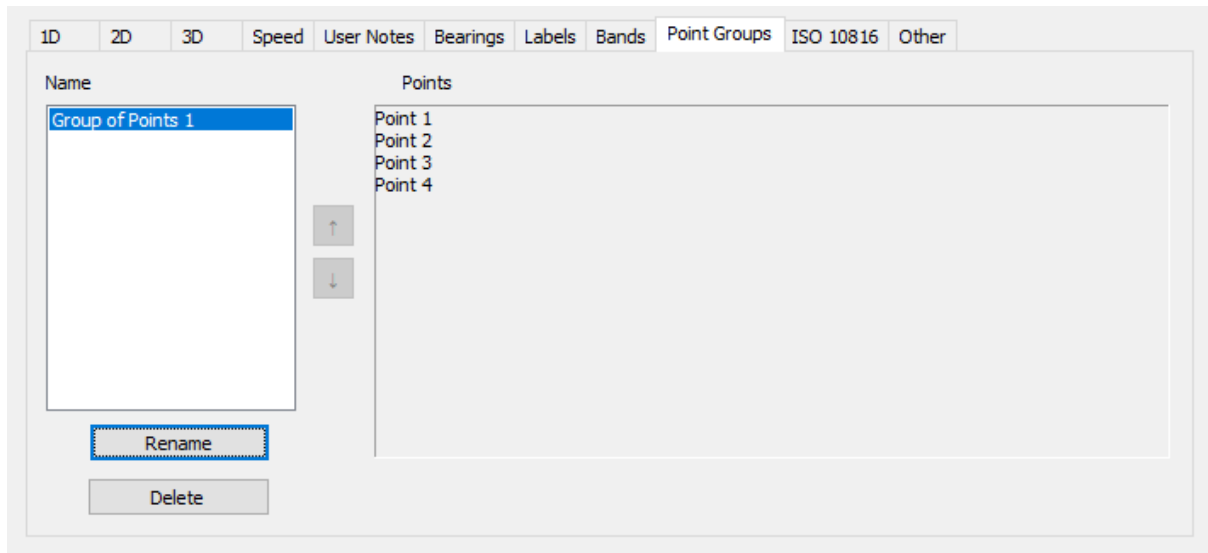 1D 2D 3D Speed User Notes Bearings Labels Bands Point Groups ISO 10816 Other
Name Points
Group of Points 1
Point 1
Point 2
Point 3
Point 4
↑
↓
Rename
Delete